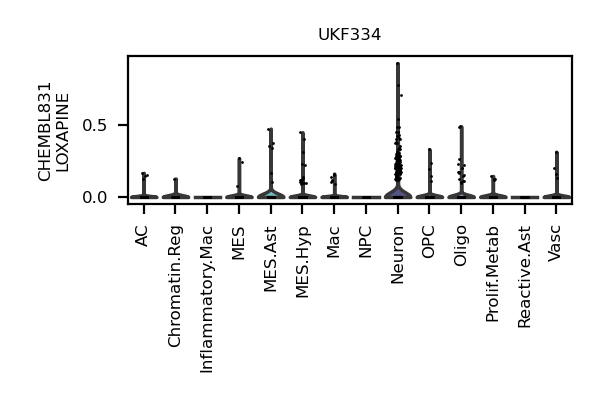 UKF334
CHEMBL831
LOXAPINE
0.5
0.0
AC
Chromatin.Reg
Inflammatory.Mac
MES
MES.Ast
MES.Hyp
Mac
NPC
Neuron
OPC
Oligo
Prolif.Metab
Reactive.Ast
Vasc